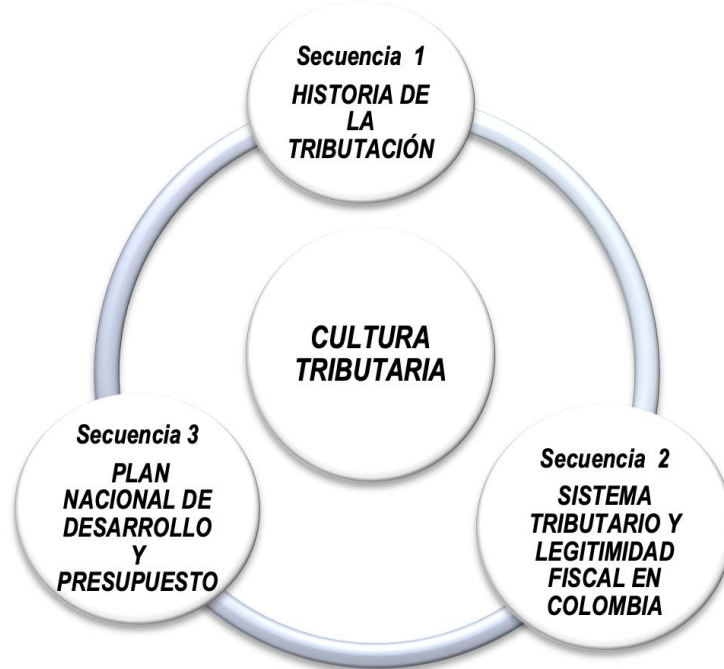 Secuencia 1
HISTORIA DE
LA
TRIBUTACIÓN
CULTURA
TRIBUTARIA
Secuencia 2
SISTEMA
TRIBUTARIO Y
LEGITIMIDAD
FISCAL EN
COLOMBIA
Secuencia 3
PLAN
NACIONAL DE
DESARROLLO
Y
PRESUPUESTO